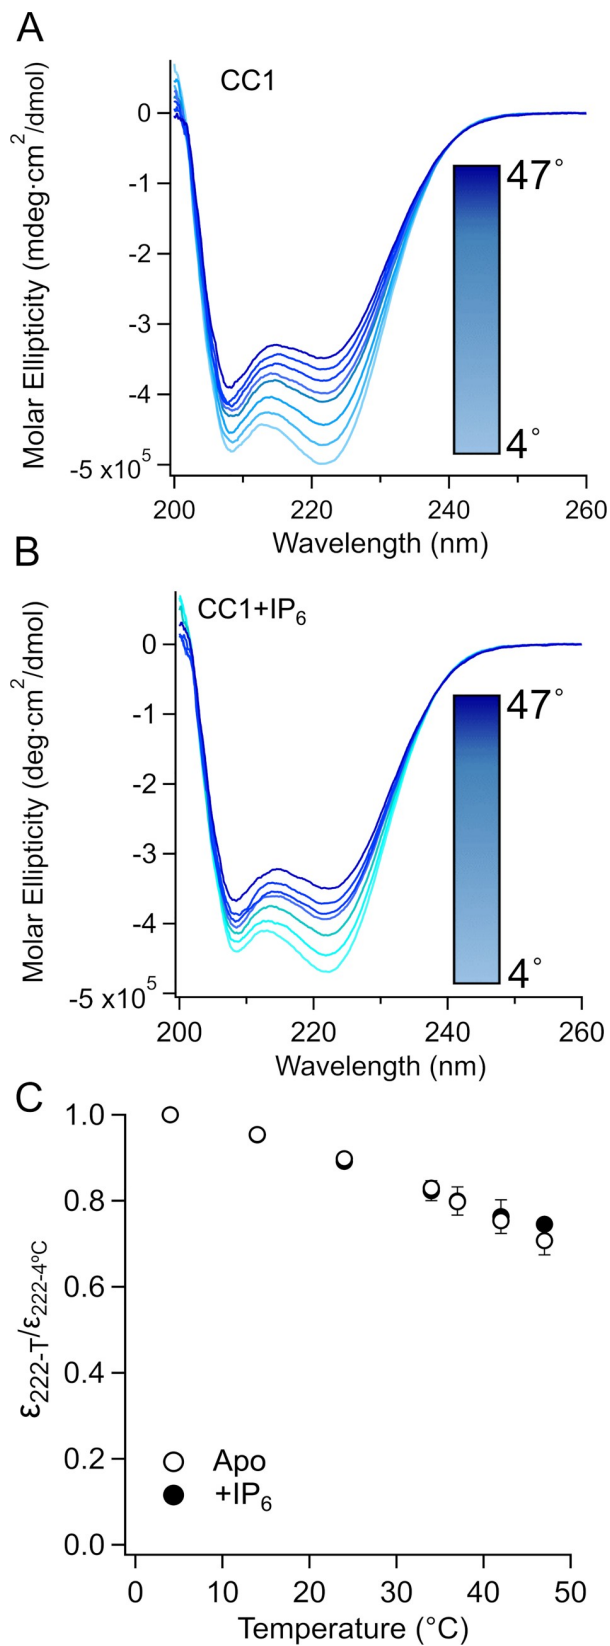 A
CC1
Molar Ellipticity (mdeg·cm²/dmol)
0
-1
-2
-3
-4
-5 x10⁵
47°
4°
200
220
240
260
Wavelength (nm)
B
CC1+IP₆
Molar Ellipticity (deg·cm²/dmol)
0
-1
-2
-3
-4
-5 x10⁵
47°
4°
200
220
240
260
Wavelength (nm)
C
ε222-T/ε222-4ºC
1.0
0.8
0.6
0.4
0.2
0.0
Apo
+IP₆
0
10
20
30
40
50
Temperature (°C)